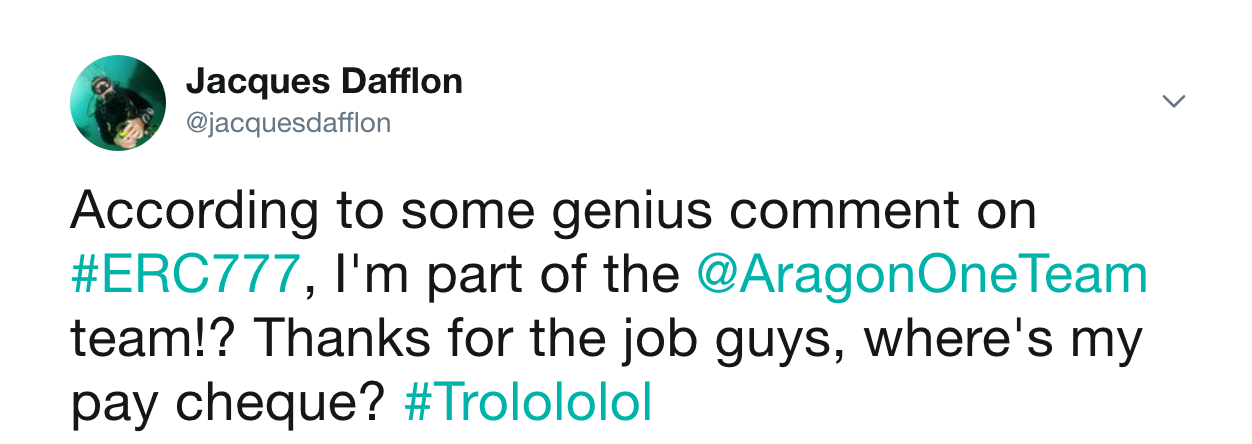 Jacques Dafflon
@jacquesdafflon
According to some genius comment on
#ERC777, I'm part of the @AragonOneTeam
team!? Thanks for the job guys, where's my
pay cheque? #Trolololol